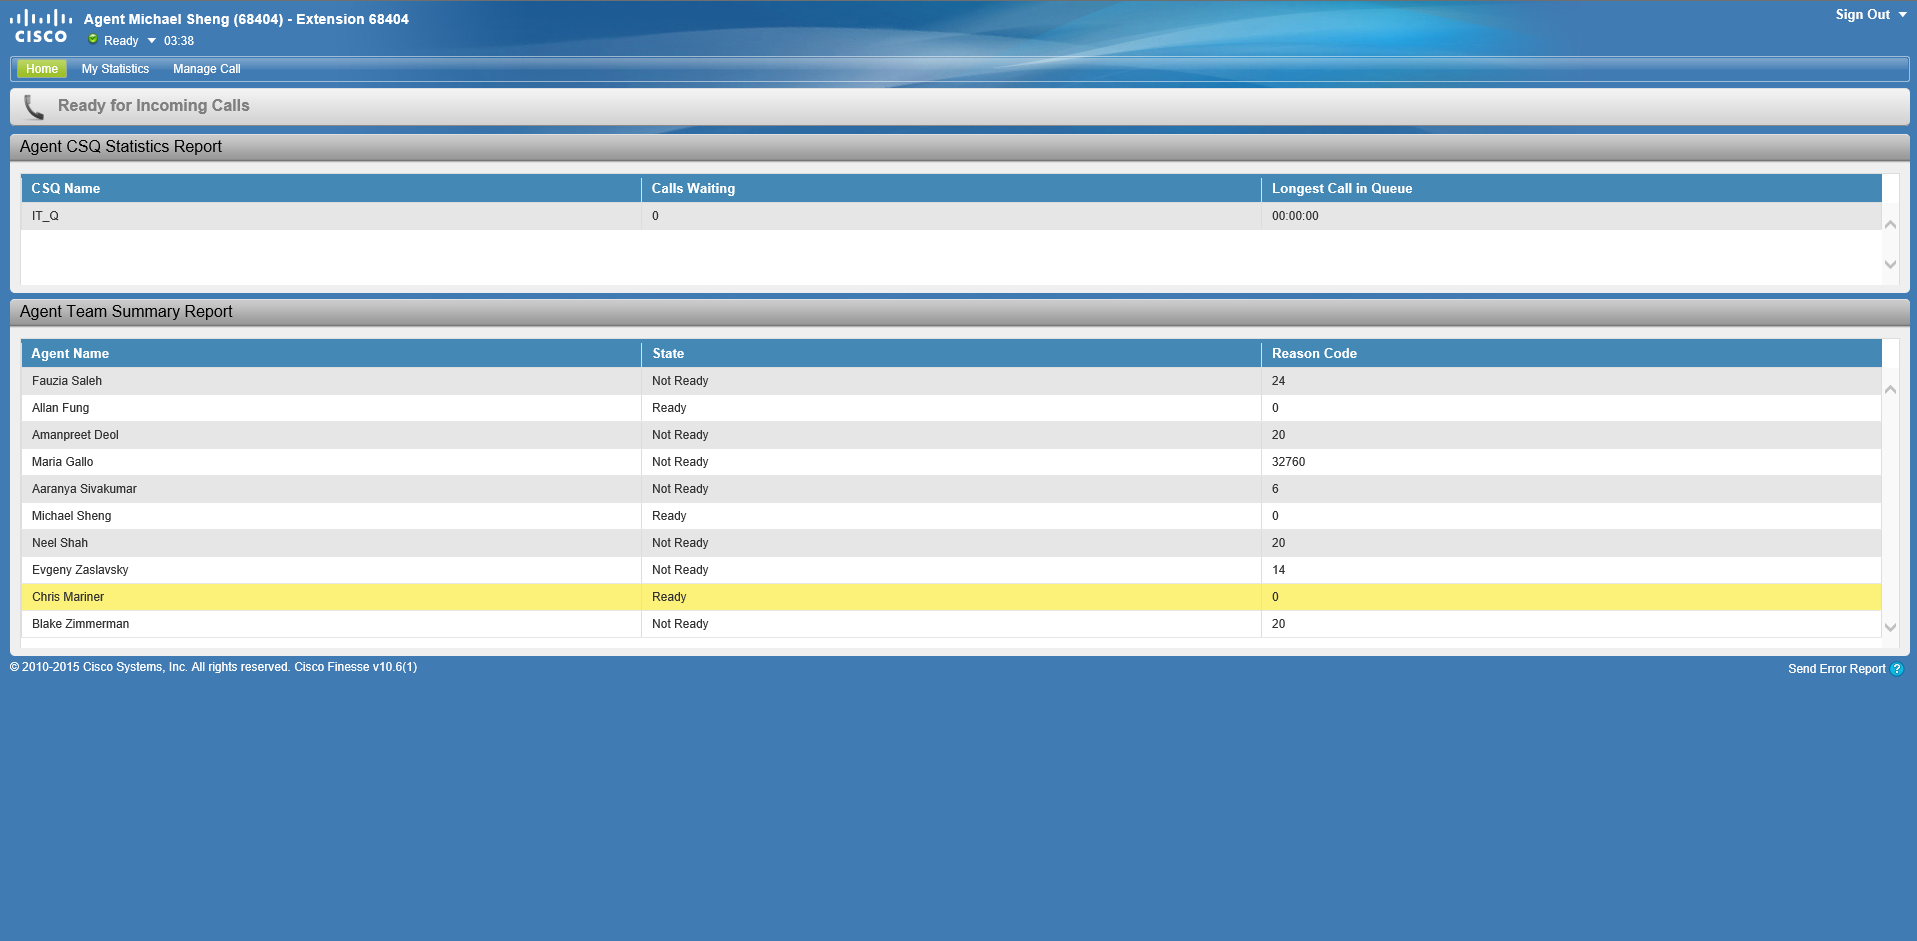 Agent Michael Sheng (68404) - Extension 68404
Sign Out
CISCO
Ready 03:38
Home My Statistics Manage Call
Ready for Incoming Calls
Agent CSQ Statistics Report
CSQ Name Calls Waiting Longest Call in Queue
IT_Q 0 00:00:00
Agent Team Summary Report
Agent Name State Reason Code
Fauzia Saleh Not Ready 24
Allan Fung Ready 0
Amanpreet Deol Not Ready 20
Maria Gallo Not Ready 32760
Aaranya Sivakumar Not Ready 6
Michael Sheng Ready 0
Neel Shah Not Ready 20
Evgeny Zaslavsky Not Ready 14
Chris Mariner Ready 0
Blake Zimmerman Not Ready 20
© 2010-2015 Cisco Systems, Inc. All rights reserved. Cisco Finesse v10.6(1)
Send Error Report ?